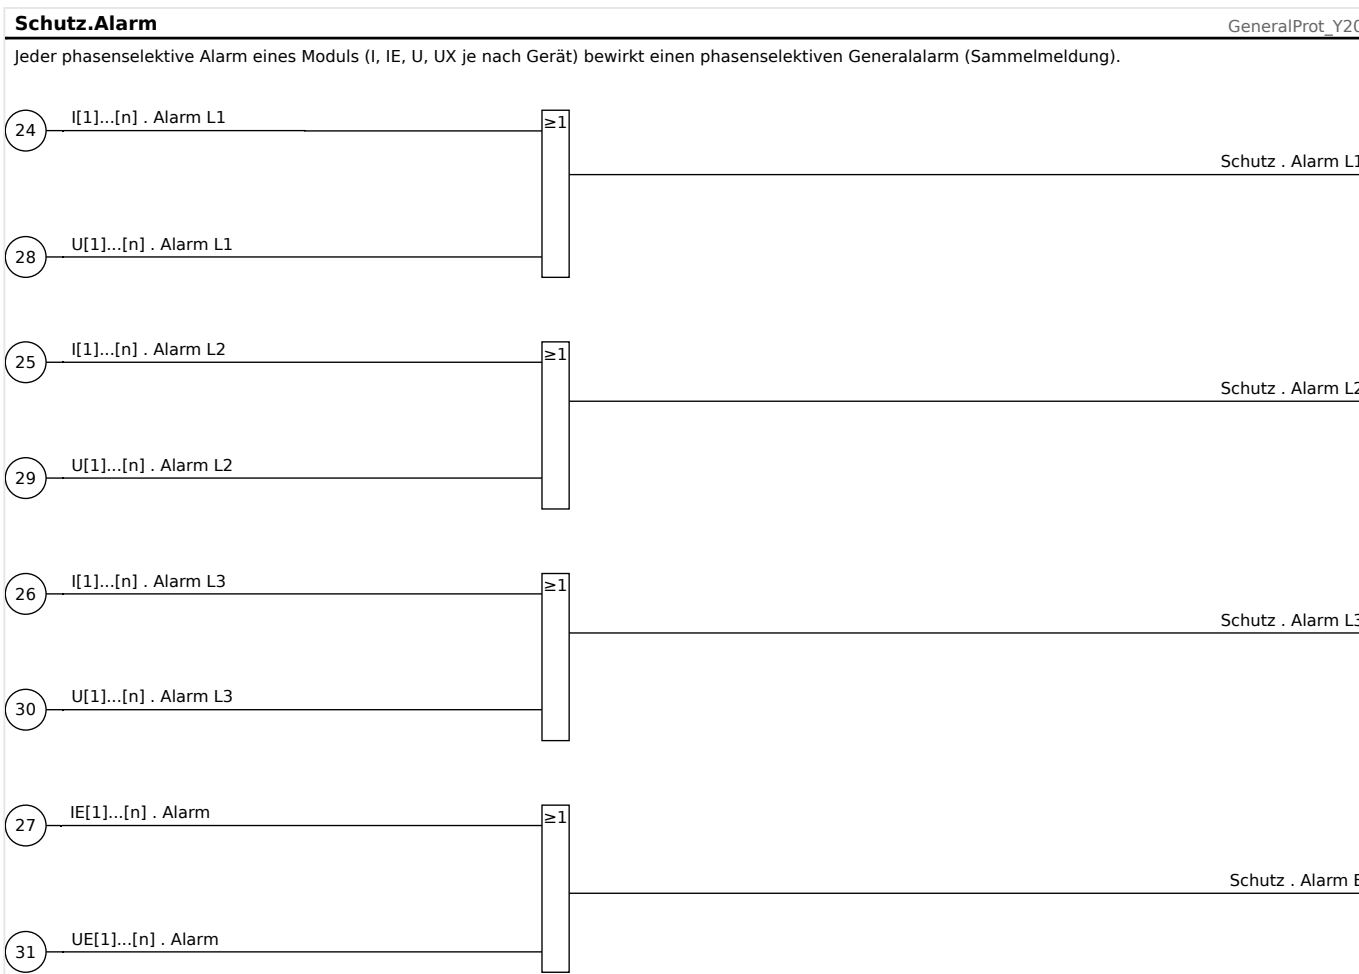 Schutz.Alarm
GeneralProt_Y20
Jeder phasenselektive Alarm eines Moduls (I, IE, U, UX je nach Gerät) bewirkt einen phasenselektiven Generalalarm (Sammelmeldung).
24 I[1]...[n] . Alarm L1
≥1
Schutz . Alarm L1
28 U[1]...[n] . Alarm L1
25 I[1]...[n] . Alarm L2
≥1
Schutz . Alarm L2
29 U[1]...[n] . Alarm L2
26 I[1]...[n] . Alarm L3
≥1
Schutz . Alarm L3
30 U[1]...[n] . Alarm L3
27 IE[1]...[n] . Alarm
≥1
Schutz . Alarm E
31 UE[1]...[n] . Alarm